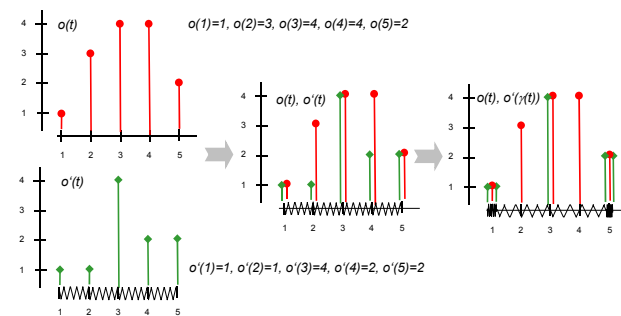 o(t)
o(1)=1, o(2)=3, o(3)=4, o(4)=4, o(5)=2
4
3
2
1
1 2 3 4 5
o‘(t)
4
3
2
1
1 2 3 4 5
o‘(1)=1, o‘(2)=1, o‘(3)=4, o‘(4)=2, o‘(5)=2
o(t), o‘(t)
4
3
2
1
1 2 3 4 5
o(t), o‘(γ(t))
4
3
2
1
1 2 3 4 5